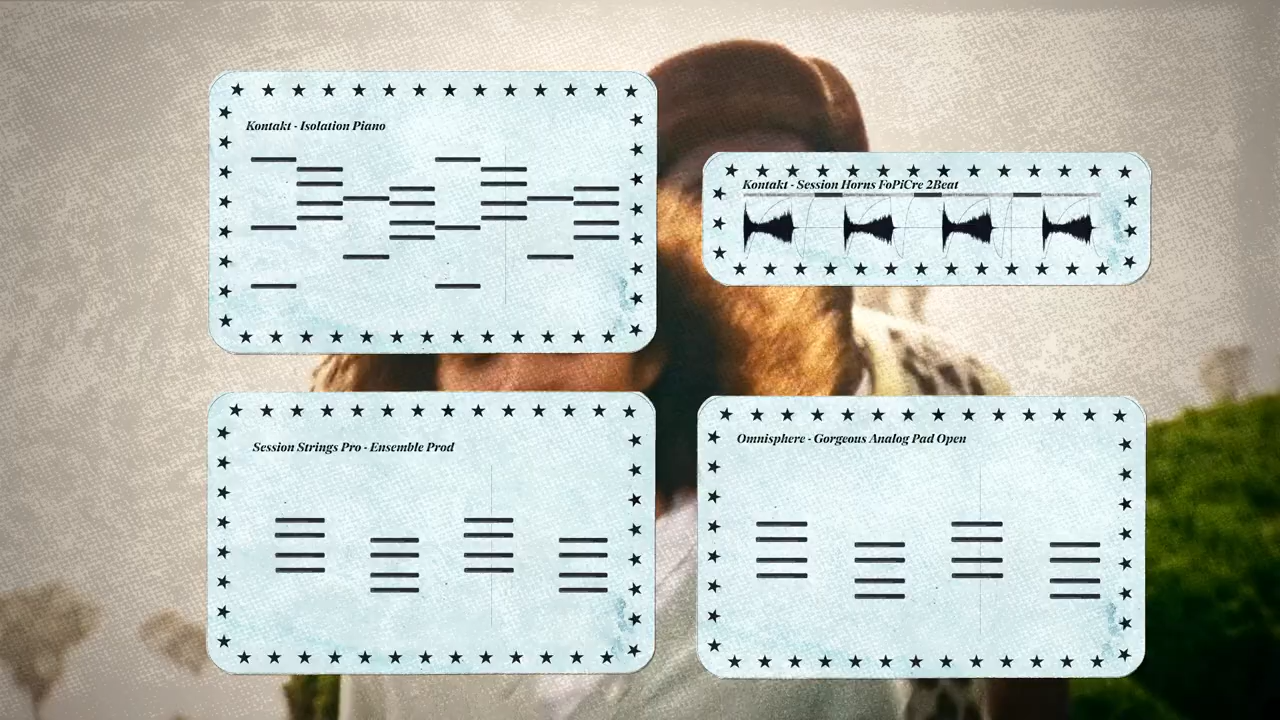 Kontakt - Isolation Piano
Kontakt - Session Horns FoPiCre 2Beat
Session Strings Pro - Ensemble Prod
Omnisphere - Gorgeous Analog Pad Open